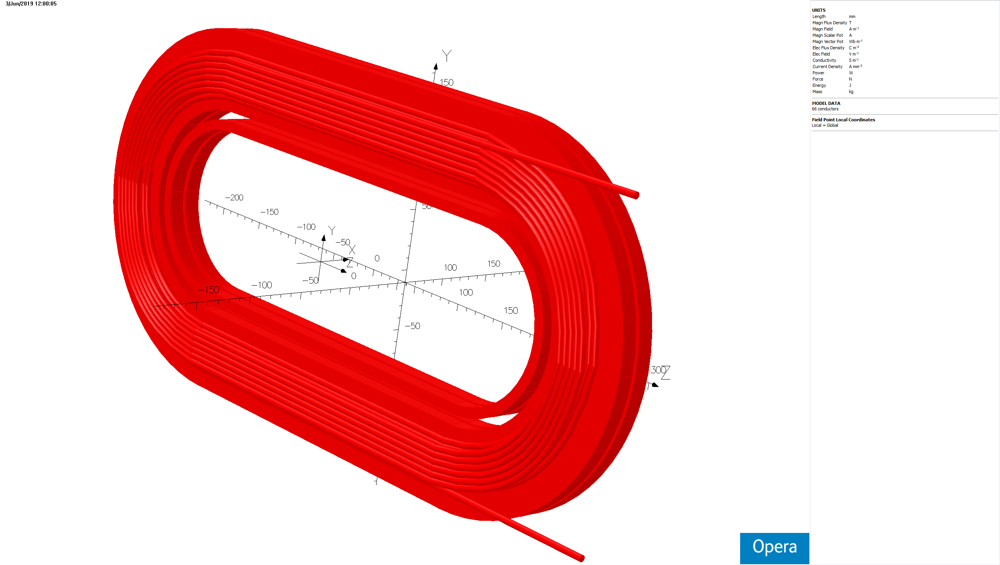 3/Jun/2019 12:00:05
UNITS
Length mm
Magn Flux Density T
Magn Field A m⁻¹
Magn Scalar Pot A
Magn Vector Pot Wb m⁻¹
Elec Flux Density C m⁻²
Elec Field V m⁻¹
Conductivity S m⁻¹
Current Density A mm⁻²
Power W
Force N
Energy J
Mass kg
MODEL DATA
66 conductors
Field Point Local Coordinates
Local = Global
Y
150
−200
50
−150
−100
Y
−50
X
0
Z
150
100
0
−50
−100
−150
100
150
−50
300
Z
Opera